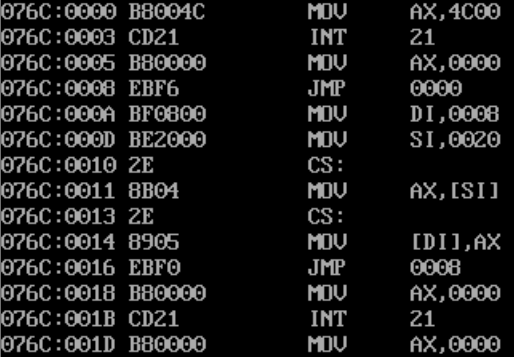 076C:0000 B8004C MOV AX,4C00
076C:0003 CD21 INT 21
076C:0005 B80000 MOV AX,0000
076C:0008 EBF6 JMP 0000
076C:000A BF0800 MOV DI,0008
076C:000D BE2000 MOV SI,0020
076C:0010 2E CS:
076C:0011 8B04 MOV AX,[SI]
076C:0013 2E CS:
076C:0014 8905 MOV [DI],AX
076C:0016 EBF0 JMP 0008
076C:0018 B80000 MOV AX,0000
076C:001B CD21 INT 21
076C:001D B80000 MOV AX,0000